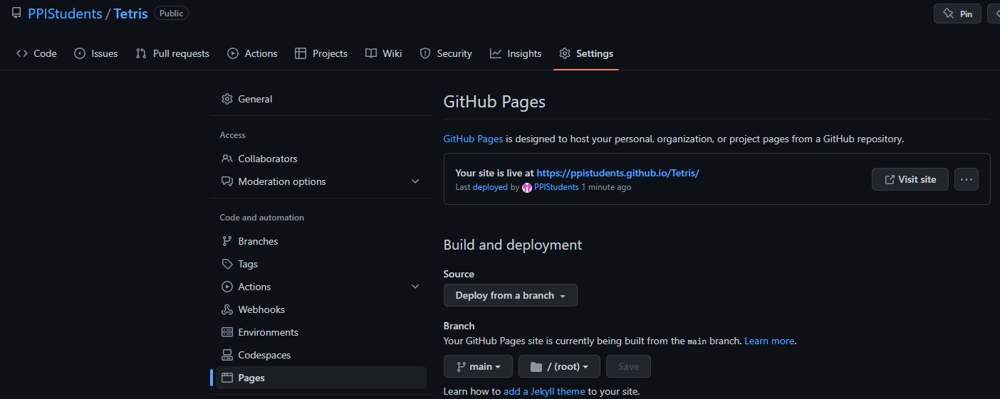 PPIStudents / Tetris Public
Pin
Code Issues Pull requests Actions Projects Wiki Security Insights Settings
General
Access
Collaborators
Moderation options
Code and automation
Branches
Tags
Actions
Webhooks
Environments
Codespaces
Pages
GitHub Pages
GitHub Pages is designed to host your personal, organization, or project pages from a GitHub repository.
Your site is live at https://ppistudents.github.io/Tetris/
Last deployed by PPIStudents 1 minute ago
Visit site
Build and deployment
Source
Deploy from a branch
Branch
Your GitHub Pages site is currently being built from the main branch. Learn more.
main / (root) Save
Learn how to add a Jekyll theme to your site.